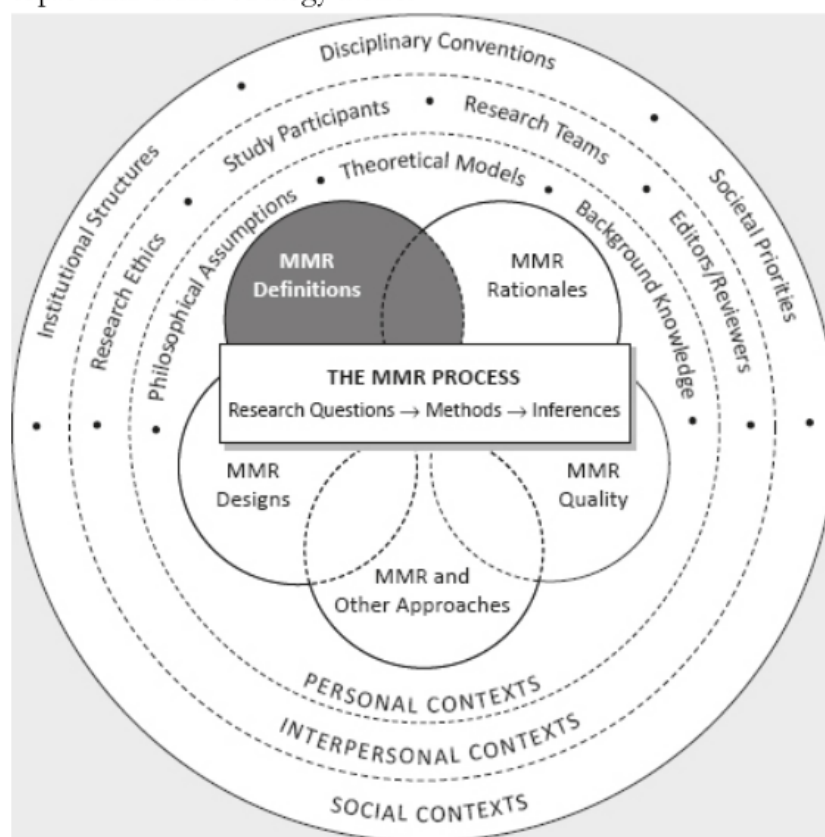 Disciplinary Conventions
Institutional Structures
Societal Priorities
Study Participants
Research Teams
Research Ethics
Editors/Reviewers
Theoretical Models
Philosophical Assumptions
Background Knowledge
MMR
Definitions
MMR
Rationales
THE MMR PROCESS
Research Questions → Methods → Inferences
MMR
Designs
MMR
Quality
MMR and
Other Approaches
PERSONAL CONTEXTS
INTERPERSONAL CONTEXTS
SOCIAL CONTEXTS